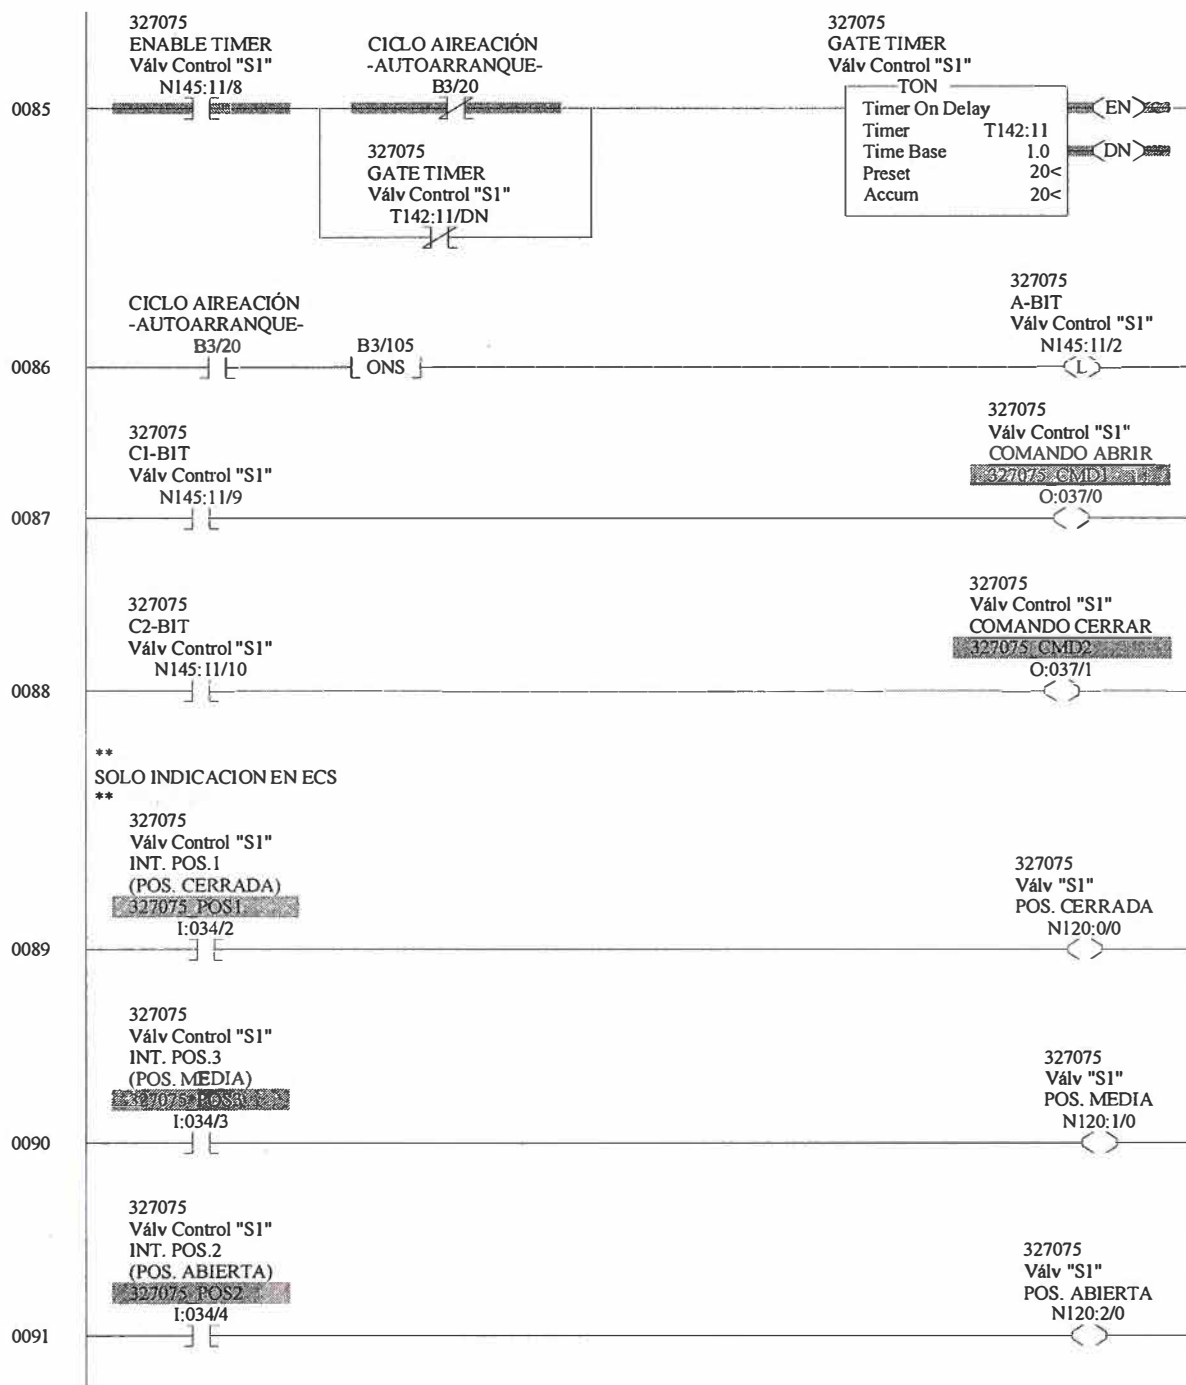 327075
ENABLE TIMER
Válv Control "S1"
N145:11/8
CICLO AIREACIÓN
-AUTOARRANQUE-
B3/20
327075
GATE TIMER
Válv Control "S1"
TON
Timer On Delay
Timer T142:11
Time Base 1.0
Preset 20<
Accum 20<
EN
DN
0085
327075
GATE TIMER
Válv Control "S1"
T142:11/DN
CICLO AIREACIÓN
-AUTOARRANQUE-
B3/20
B3/105
ONS
327075
A-BIT
Válv Control "S1"
N145:11/2
L
0086
327075
C1-BIT
Válv Control "S1"
N145:11/9
327075
Válv Control "S1"
COMANDO ABRIR
327075_CMD1
O:037/0
0087
327075
C2-BIT
Válv Control "S1"
N145:11/10
327075
Válv Control "S1"
COMANDO CERRAR
327075_CMD2
O:037/1
0088
**
SOLO INDICACION EN ECS
**
327075
Válv Control "S1"
INT. POS.1
(POS. CERRADA)
327075_POS1
I:034/2
327075
Válv "S1"
POS. CERRADA
N120:0/0
0089
327075
Válv Control "S1"
INT. POS.3
(POS. MEDIA)
I:034/3
327075
Válv "S1"
POS. MEDIA
N120:1/0
0090
327075
Válv Control "S1"
INT. POS.2
(POS. ABIERTA)
327075_POS2
I:034/4
327075
Válv "S1"
POS. ABIERTA
N120:2/0
0091